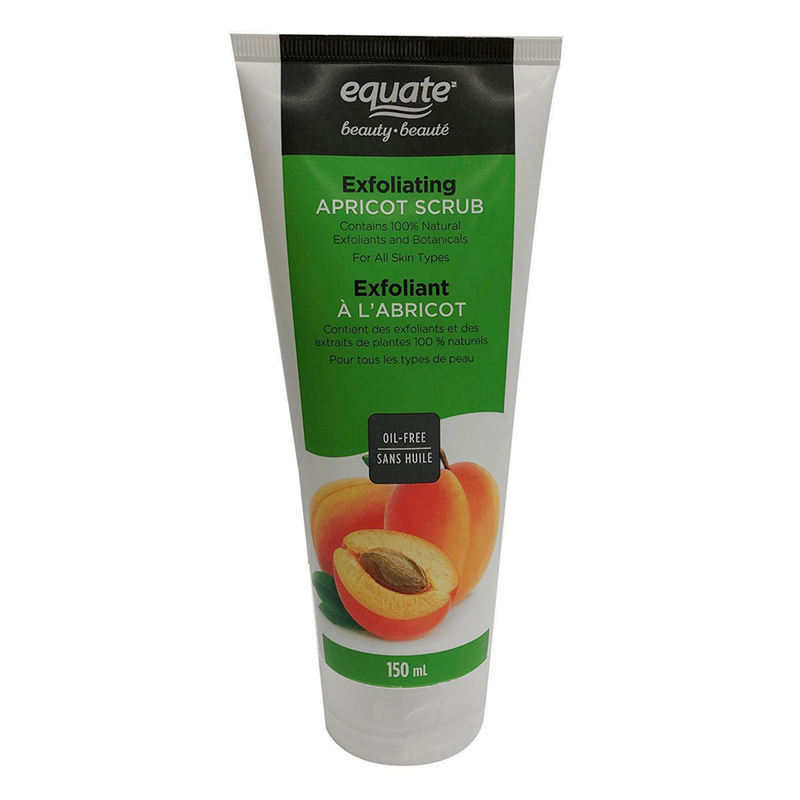 equate™
beauty•beauté
Exfoliating
APRICOT SCRUB
Contains 100% Natural
Exfoliants and Botanicals
For All Skin Types
Exfoliant
À L'ABRICOT
Contient des exfoliants et des
extraits de plantes 100 % naturels
Pour tous les types de peau
OIL-FREE
SANS HUILE
150 mL